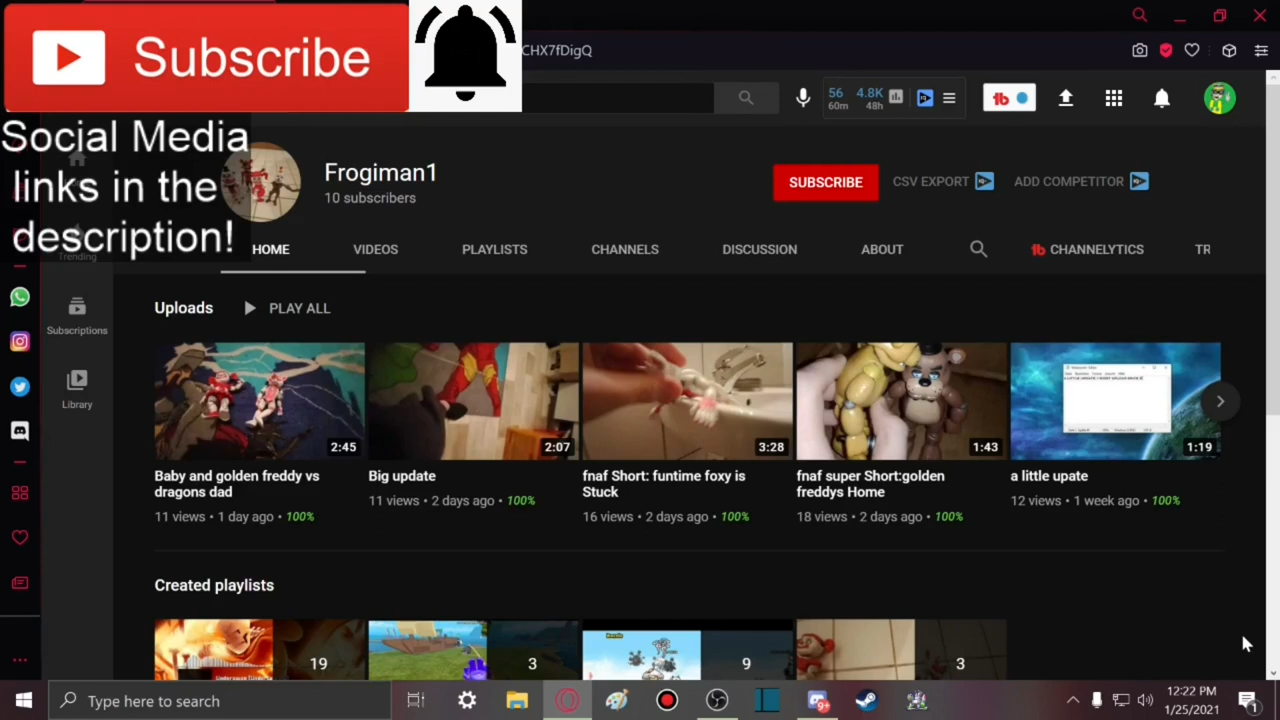 Subscribe
CHX7fDigQ
Social Media
links in the
description!
56
60m
4.8K
48h
Frogiman1
10 subscribers
SUBSCRIBE
CSV EXPORT
ADD COMPETITOR
HOME
VIDEOS
PLAYLISTS
CHANNELS
DISCUSSION
ABOUT
CHANNELYTICS
TR
Trending
Subscriptions
Library
Uploads
PLAY ALL
2:45
Baby and golden freddy vs
dragons dad
11 views • 1 day ago • 100%
2:07
Big update
11 views • 2 days ago • 100%
3:28
fnaf Short: funtime foxy is
Stuck
16 views • 2 days ago • 100%
1:43
fnaf super Short:golden
freddys Home
18 views • 2 days ago • 100%
1:19
a little upate
12 views • 1 week ago • 100%
Created playlists
19
3
9
3
Type here to search
9+
12:22 PM
1/25/2021
1